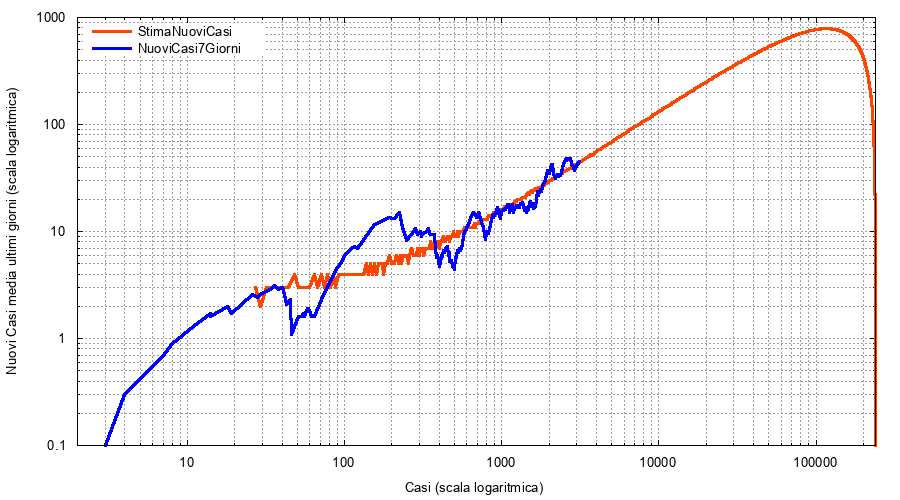 StimaNuoviCasi
NuoviCasi7Giorni
1000
100
10
1
0.1
Nuovi Casi media ultimi giorni (scala logaritmica)
10
100
1000
10000
100000
Casi (scala logaritmica)